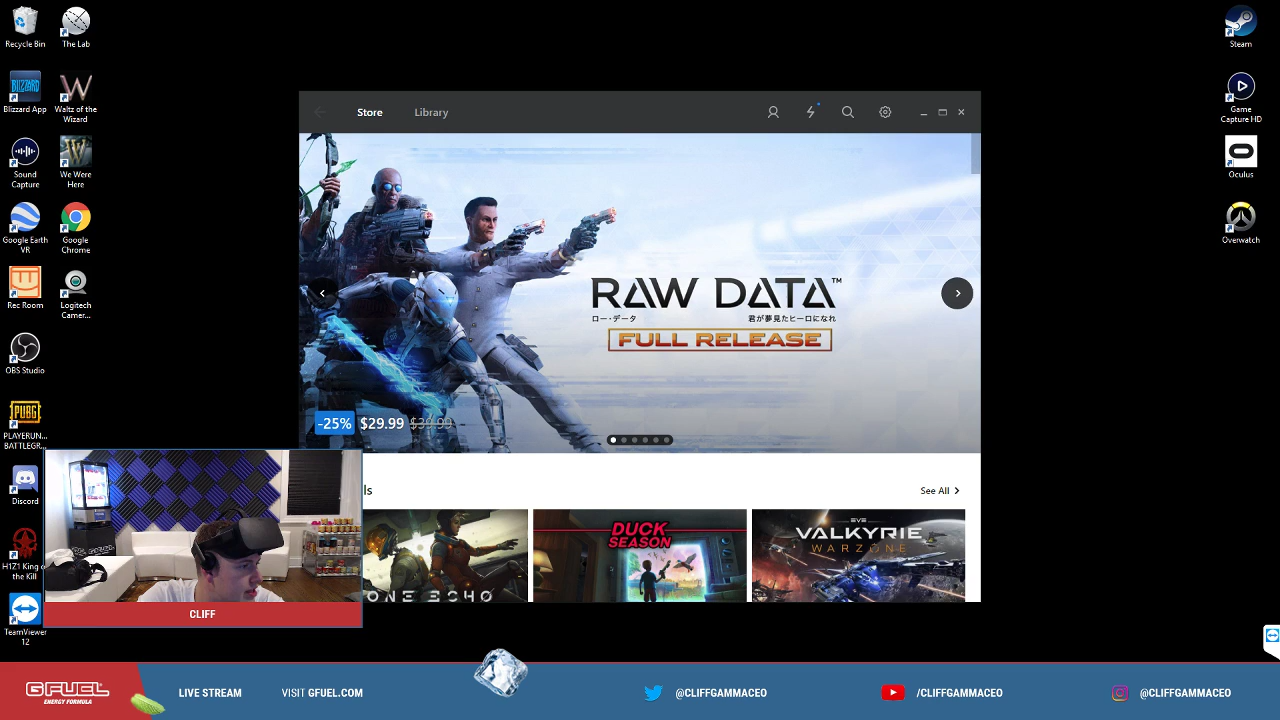 Recycle Bin
The Lab
Blizzard App
Waltz of the
Wizard
Sound
Capture
We Were
Here
Google Earth
VR
Google
Chrome
Rec Room
Logitech
Camer...
OBS Studio
PLAYERUN...
BATTLEGR...
Discord
H1Z1 King o
the Kill
TeamViewer
12
Steam
Game
Capture HD
Oculus
Overwatch
Store
Library
RAW DATA™
ロー・データ
君が夢見たヒーロになれ
FULL RELEASE
-25% $29.99 $39.99
ls
See All
ONE ECHO
DUCK
SEASON
EVE
VALKYRIE
WARZONE
CLIFF
GFUEL
ENERGY FORMULA
LIVE STREAM
VISIT GFUEL.COM
@CLIFFGAMMACEO
/CLIFFGAMMACEO
@CLIFFGAMMACEO